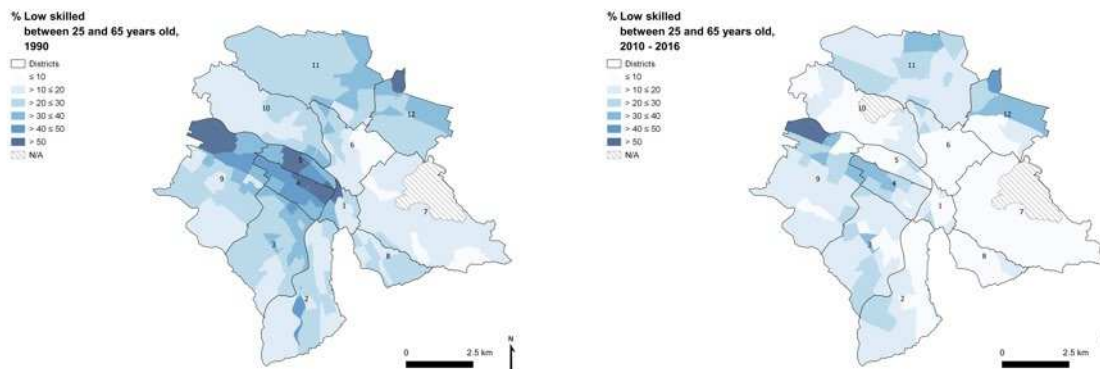 % Low skilled
between 25 and 65 years old,
1990
Districts
≤ 10
> 10 ≤ 20
> 20 ≤ 30
> 30 ≤ 40
> 40 ≤ 50
> 50
N/A
11
10
12
6
5
4
9
1
7
3
8
2
0
2.5 km
N
% Low skilled
between 25 and 65 years old,
2010 - 2016
Districts
≤ 10
> 10 ≤ 20
> 20 ≤ 30
> 30 ≤ 40
> 40 ≤ 50
> 50
N/A
11
10
12
6
5
4
9
1
7
3
8
2
0
2.5 km